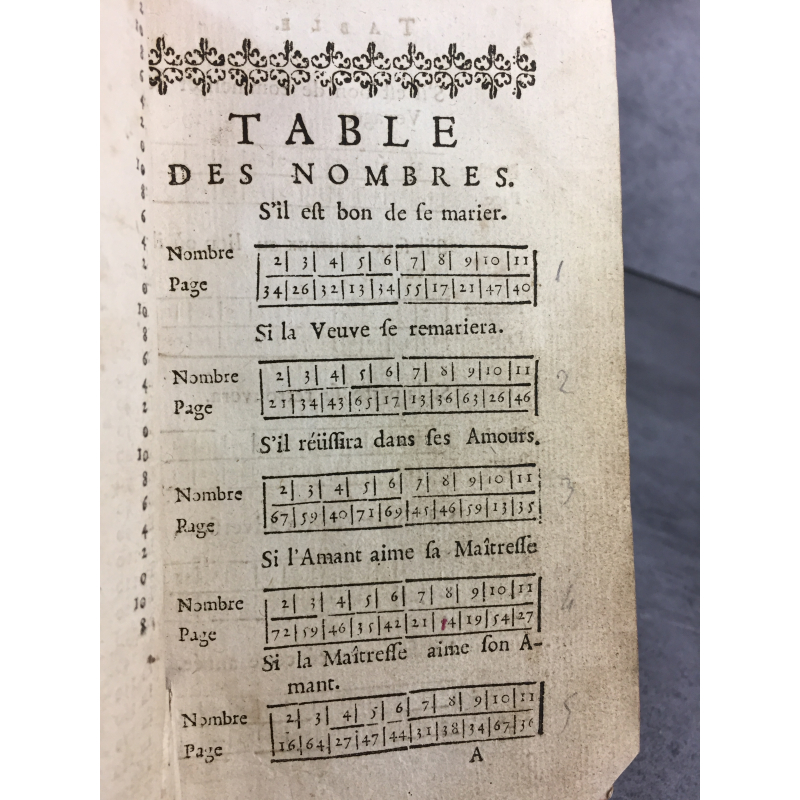 TABLE
DES NOMBRES.
S'il eſt bon de ſe marier.
Nombre 2| 3| 4| 5| 6| 7| 8| 9|10|11 1
Page 34|26|32|13|34|55|17|21|47|40
Si la Veuve ſe remariera.
Nombre 2| 3| 4| 5| 6| 7| 8| 9|10|11 2
Page 21|34|43|65|17|13|36|63|26|46
S'il réüſſira dans ſes Amours.
Nombre 2| 3| 4| 5| 6| 7| 8| 9|10|11 3
Page 67|59|40|71|69|45|46|59|13|35
Si l'Amant aime ſa Maîtreſſe
Nombre 2| 3| 4| 5| 6| 7| 8| 9|10|11 4
Page 72|59|46|35|42|21|14|19|54|27
Si la Maîtreſſe aime ſon A-
mant.
Nombre 2| 3| 4| 5| 6| 7| 8| 9|10|11 5
Page 16|64|27|47|44|31|38|34|67|36
A